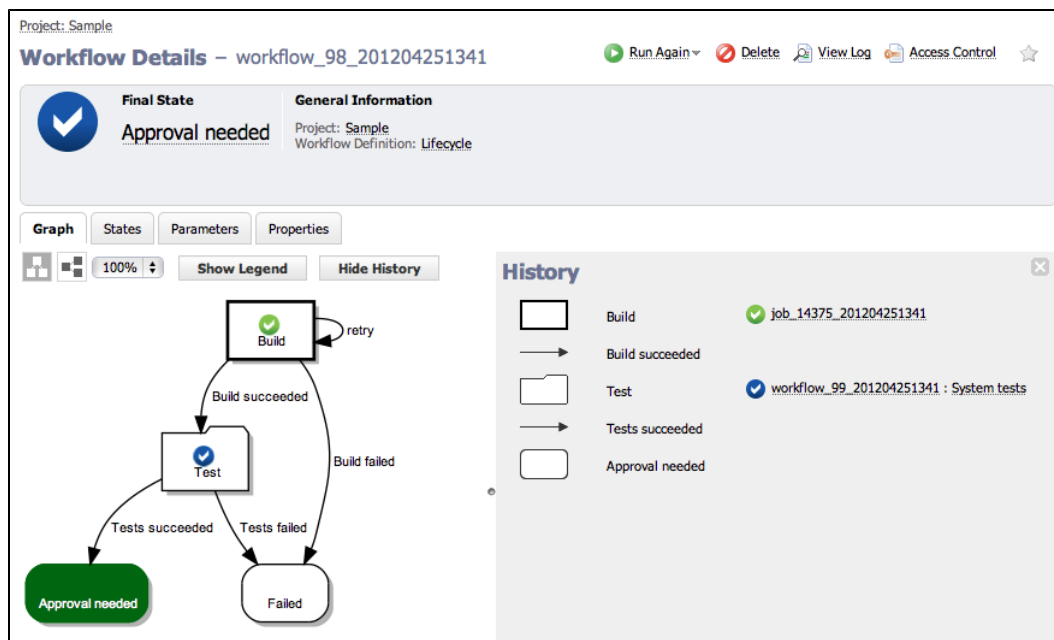 Project: Sample
Workflow Details – workflow_98_201204251341
Run Again Delete View Log Access Control
Final State
Approval needed
General Information
Project: Sample
Workflow Definition: Lifecycle
Graph States Parameters Properties
100% Show Legend Hide History
Build
retry
Build succeeded
Build failed
Test
Tests succeeded
Tests failed
Approval needed
Failed
History
Build job_14375_201204251341
Build succeeded
Test workflow_99_201204251341 : System tests
Tests succeeded
Approval needed